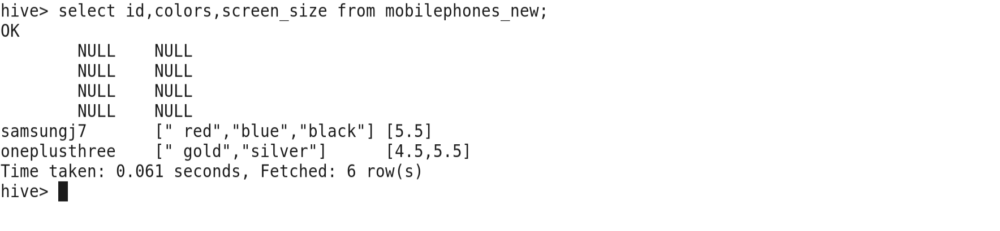 hive> select id,colors,screen_size from mobilephones_new;
OK
        NULL    NULL
        NULL    NULL
        NULL    NULL
        NULL    NULL
samsungj7       [" red","blue","black"] [5.5]
oneplusthree    [" gold","silver"]      [4.5,5.5]
Time taken: 0.061 seconds, Fetched: 6 row(s)
hive>